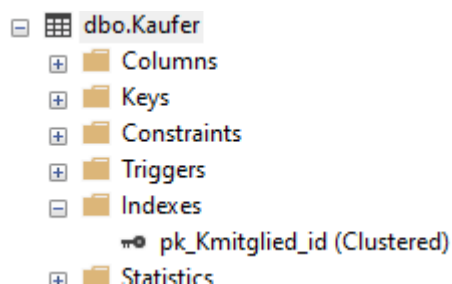 dbo.Kaufer
Columns
Keys
Constraints
Triggers
Indexes
pk_Kmitglied_id (Clustered)
Statistics